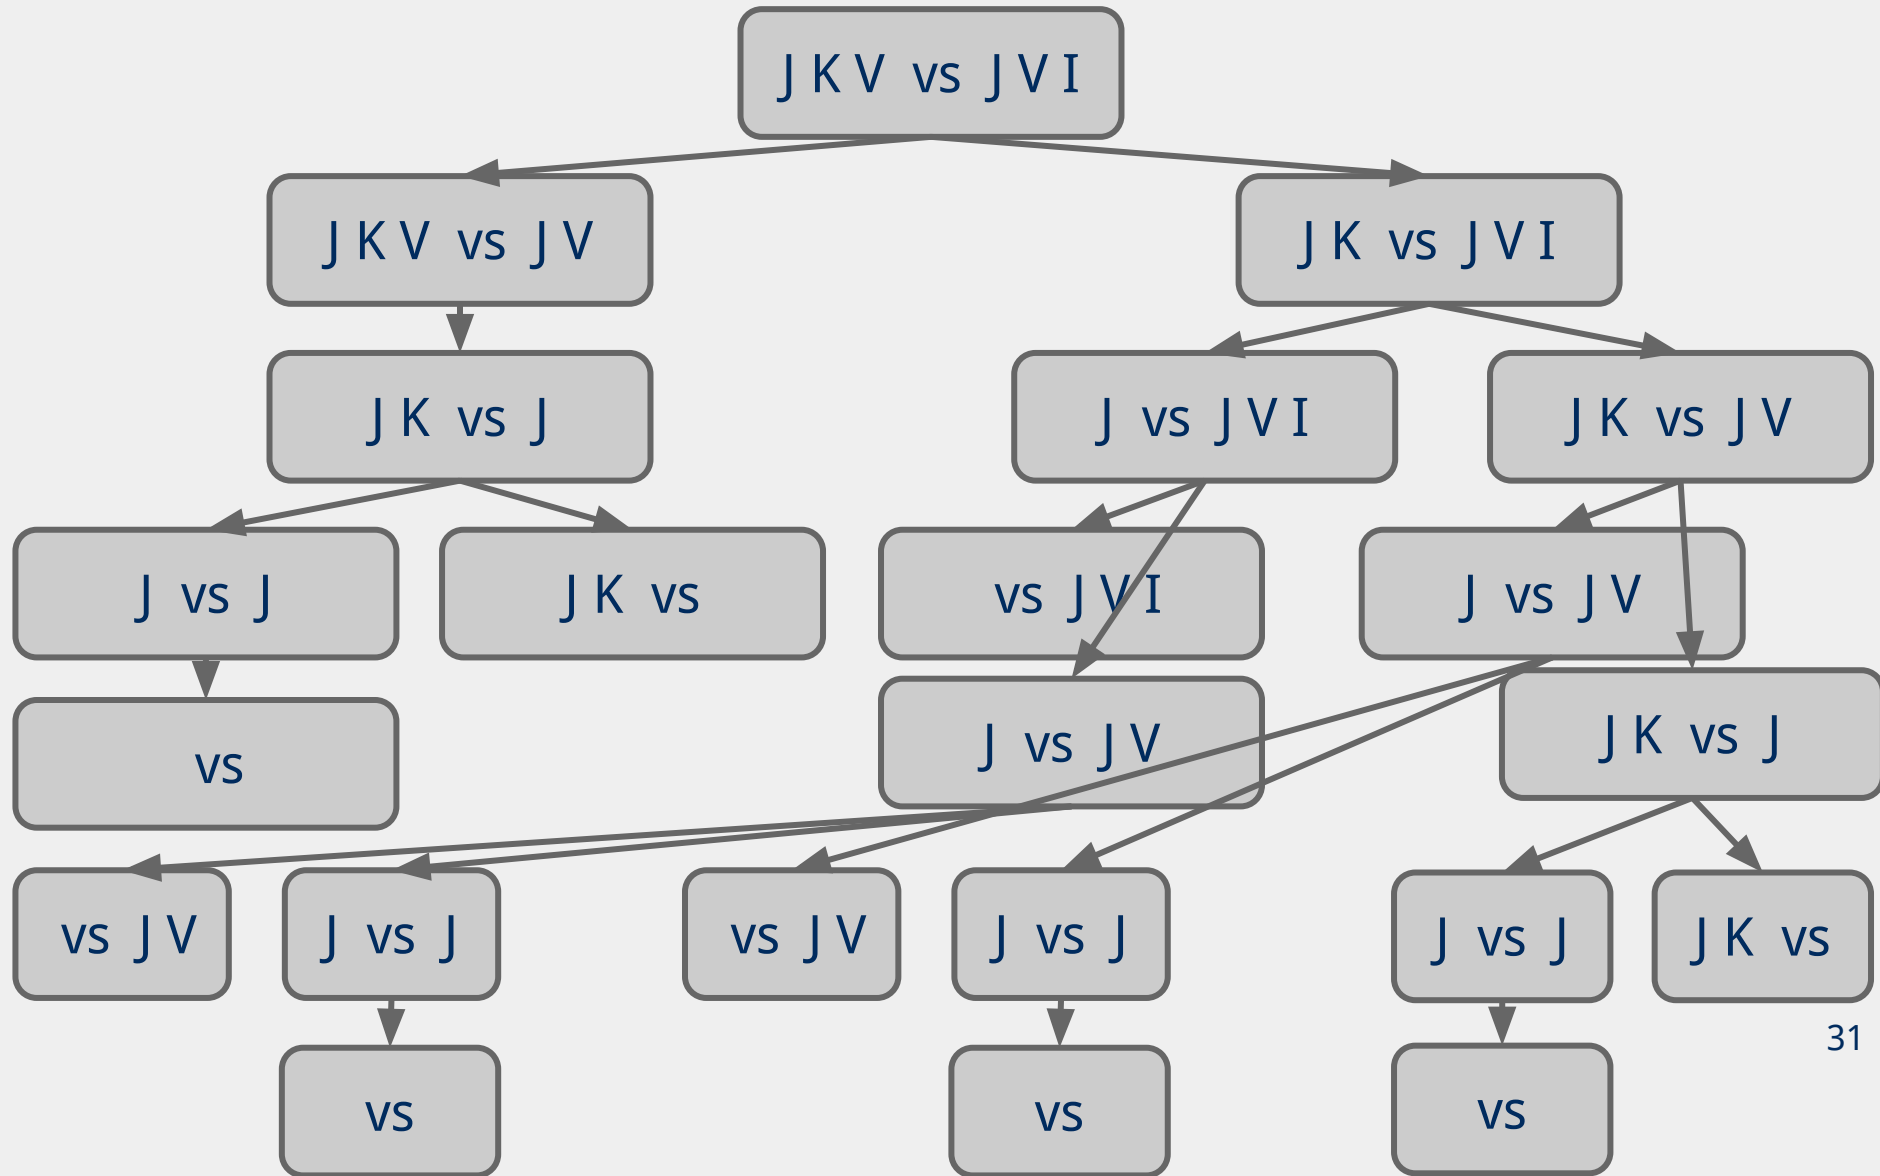 J K V vs J V I
J K V vs J V
J K vs J V I
J K vs J
J vs J V I
J K vs J V
J vs J
J K vs
vs J V I
J vs J V
vs
J vs J V
J K vs J
vs J V
J vs J
vs J V
J vs J
J vs J
J K vs
31
vs
vs
vs